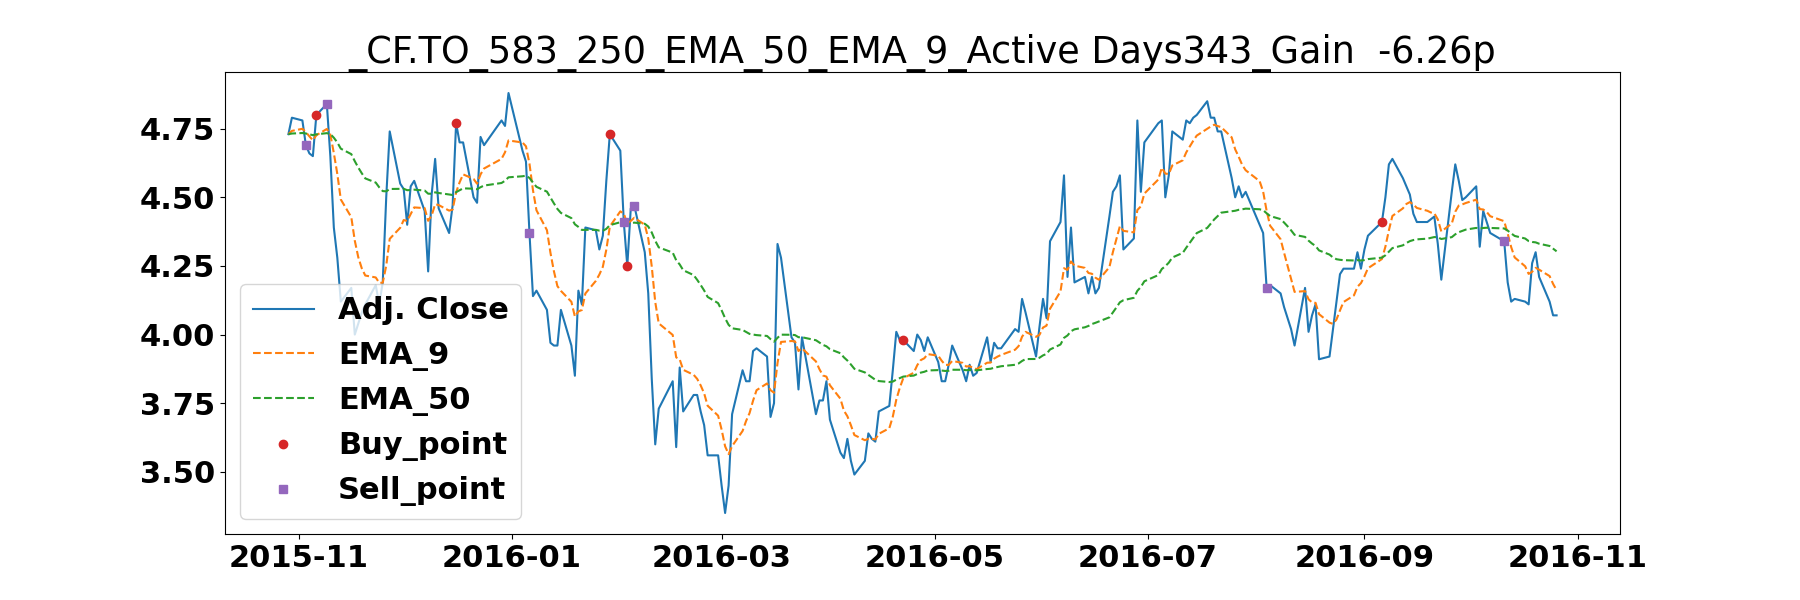 _CF.TO_583_250_EMA_50_EMA_9_Active Days343_Gain  -6.26p
4.75
4.50
4.25
4.00
3.75
3.50
Adj. Close
EMA_9
EMA_50
Buy_point
Sell_point
2015-11 2016-01 2016-03 2016-05 2016-07 2016-09 2016-11